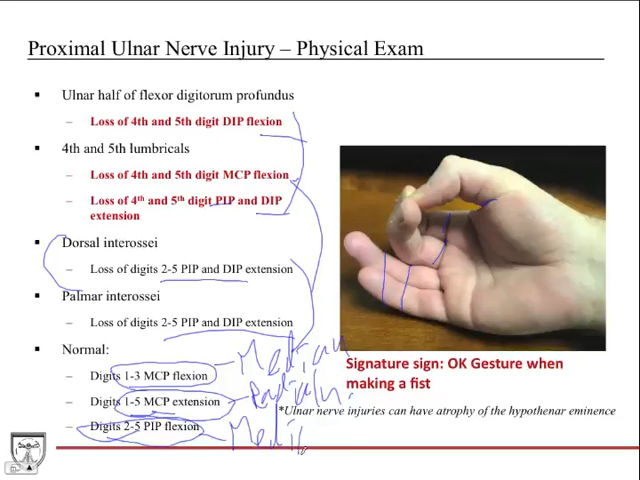 Proximal Ulnar Nerve Injury – Physical Exam
▪ Ulnar half of flexor digitorum profundus
– Loss of 4th and 5th digit DIP flexion
▪ 4th and 5th lumbricals
– Loss of 4th and 5th digit MCP flexion
– Loss of 4th and 5th digit PIP and DIP
extension
▪ Dorsal interossei
– Loss of digits 2-5 PIP and DIP extension
▪ Palmar interossei
– Loss of digits 2-5 PIP and DIP extension
▪ Normal:
– Digits 1-3 MCP flexion
Median
– Digits 1-5 MCP extension
– Digits 2-5 PIP flexion
Signature sign: OK Gesture when
making a fist
*Ulnar nerve injuries can have atrophy of the hypothenar eminence